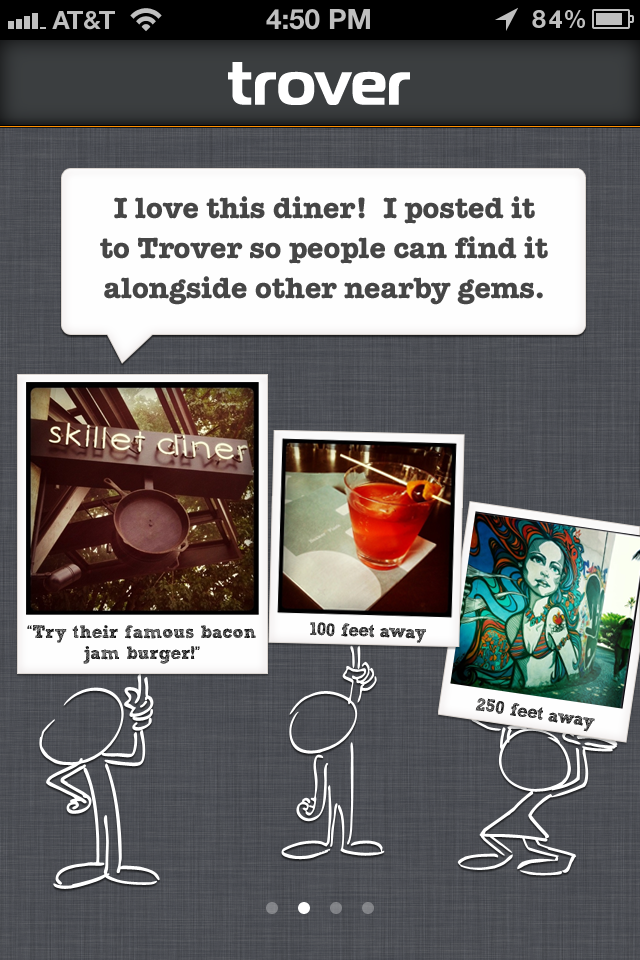 AT&T 4:50 PM 84%
trover
I love this diner! I posted it
to Trover so people can find it
alongside other nearby gems.
skillet diner
"Try their famous bacon
jam burger!"
100 feet away
250 feet away